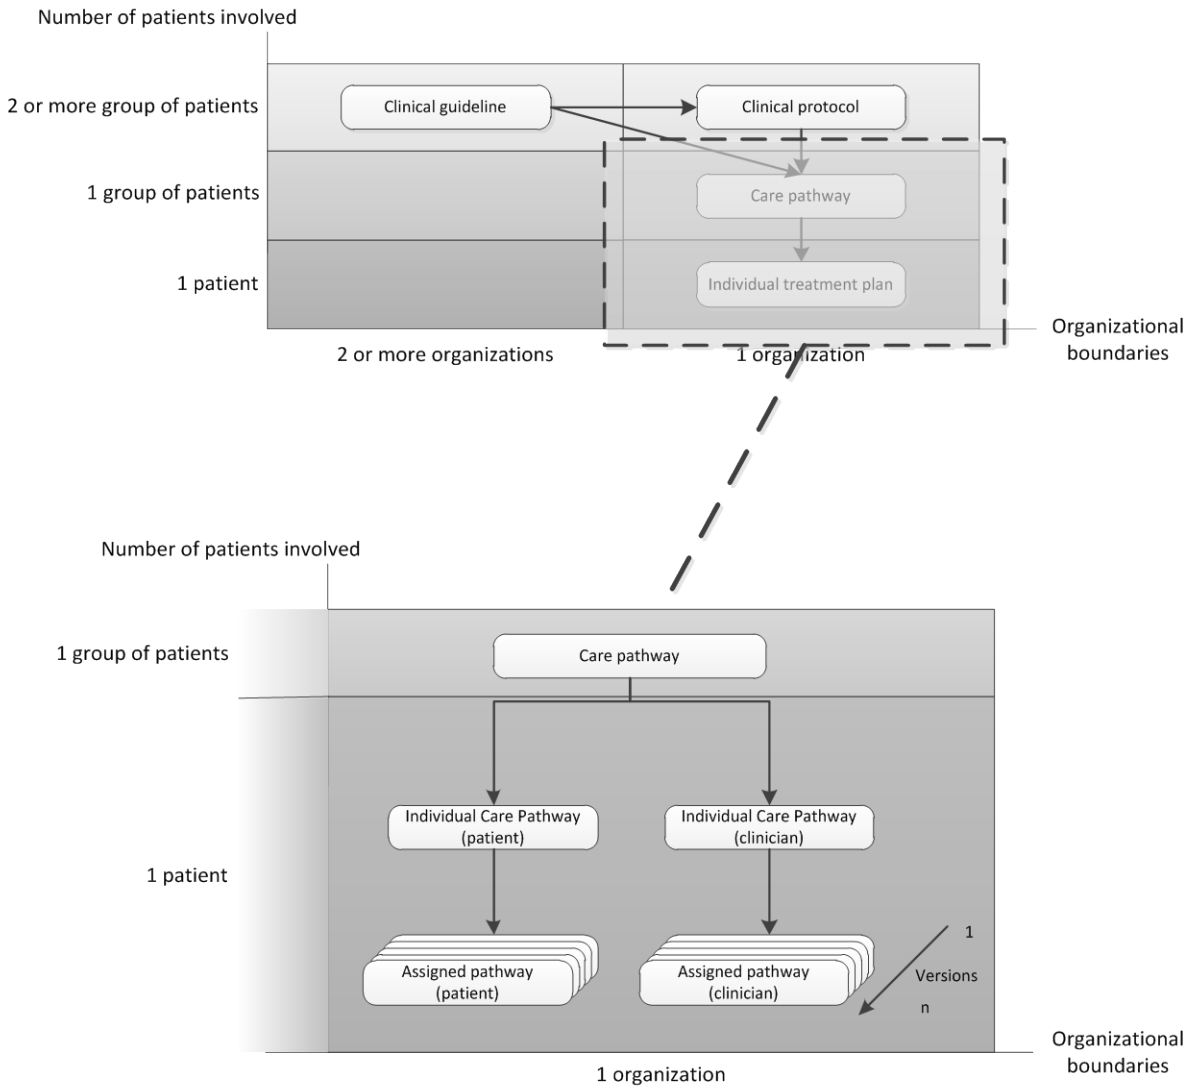 Number of patients involved
2 or more group of patients
Clinical guideline
Clinical protocol
1 group of patients
Care pathway
1 patient
Individual treatment plan
2 or more organizations
1 organization
Organizational
boundaries
Number of patients involved
1 group of patients
Care pathway
1 patient
Individual Care Pathway
(patient)
Individual Care Pathway
(clinician)
Assigned pathway
(patient)
Assigned pathway
(clinician)
1
Versions
n
1 organization
Organizational
boundaries